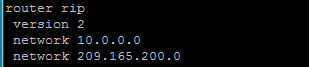 router rip
version 2
network 10.0.0.0
network 209.165.200.0